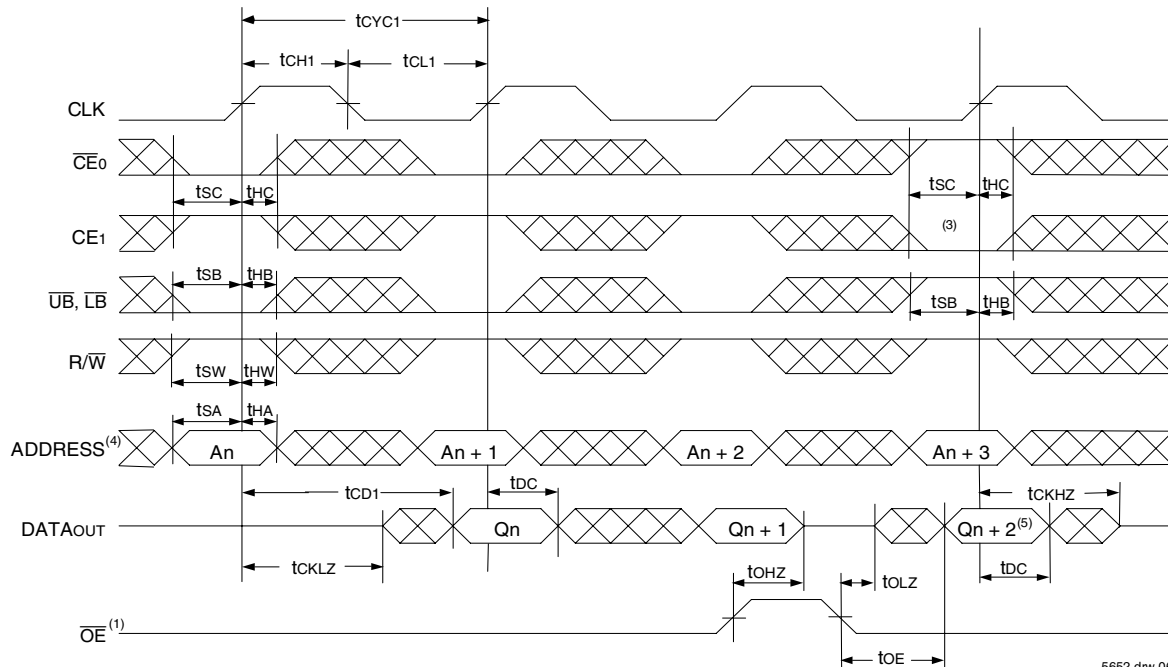 tCYC1
tCH1 tCL1
CLK
CE0
tSC tHC tSC tHC
CE1 (3)
tSB tHB
UB, LB tSB tHB
R/W
tSW tHW
tSA tHA
ADDRESS(4) An An + 1 An + 2 An + 3
tCD1 tDC tCKHZ
DATAOUT Qn Qn + 1 Qn + 2(5)
tCKLZ tOHZ tOLZ tDC
OE (1)
tOE